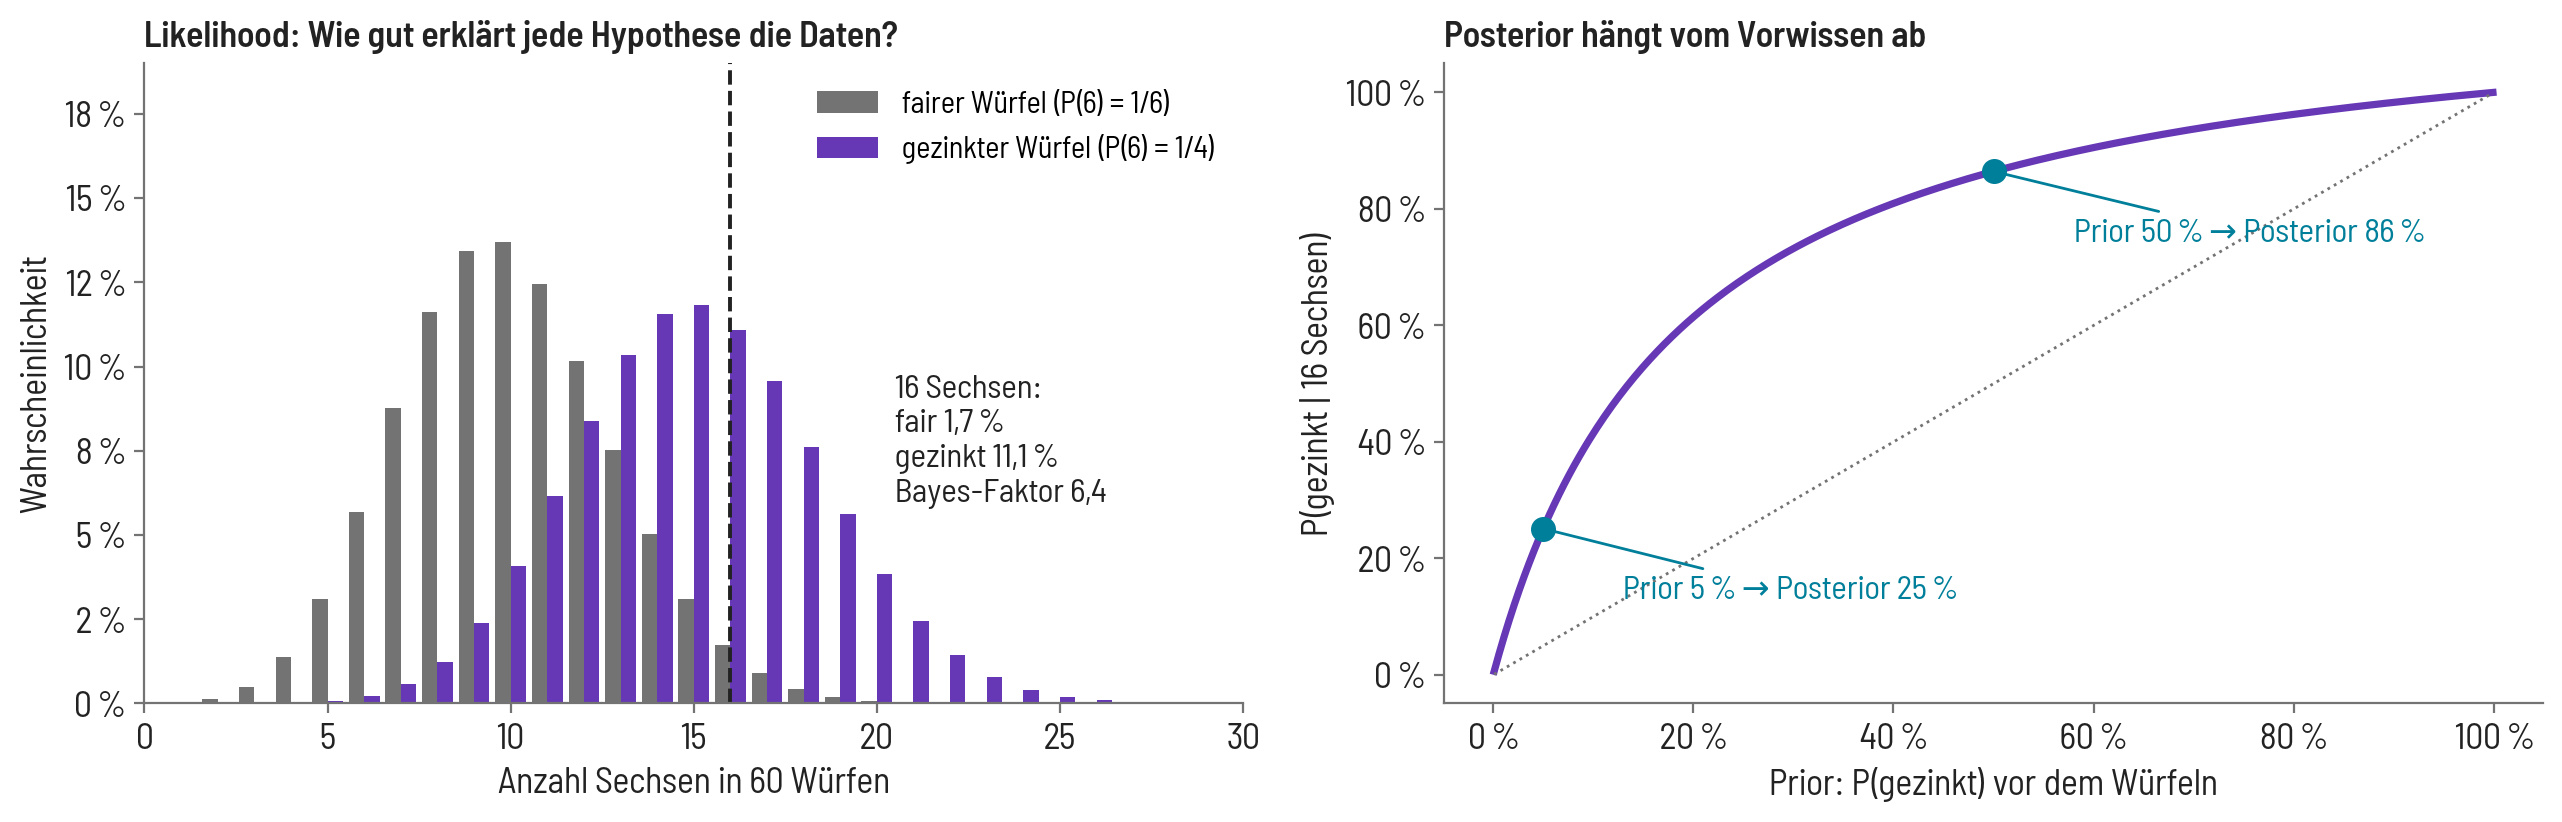 Likelihood: Wie gut erklärt jede Hypothese die Daten?
Wahrscheinlichkeit
18 %
15 %
12 %
10 %
8 %
5 %
2 %
0 %
fairer Würfel (P(6) = 1/6)
gezinkter Würfel (P(6) = 1/4)
16 Sechsen:
fair 1,7 %
gezinkt 11,1 %
Bayes-Faktor 6,4
0 5 10 15 20 25 30
Anzahl Sechsen in 60 Würfen
Posterior hängt vom Vorwissen ab
P(gezinkt | 16 Sechsen)
100 %
80 %
60 %
40 %
20 %
0 %
Prior 50 % → Posterior 86 %
Prior 5 % → Posterior 25 %
0 % 20 % 40 % 60 % 80 % 100 %
Prior: P(gezinkt) vor dem Würfeln